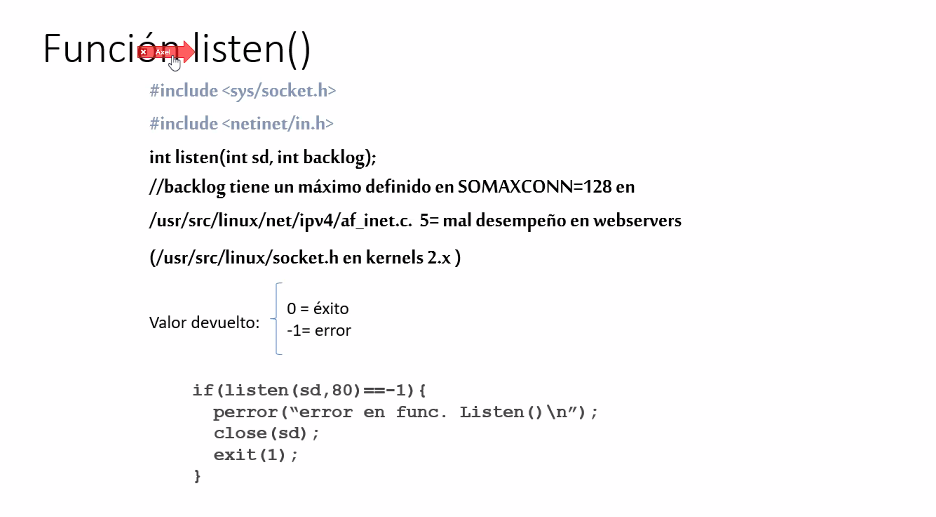 Función listen()
Axel
#include <sys/socket.h>
#include <netinet/in.h>
int listen(int sd, int backlog);
//backlog tiene un máximo definido en SOMAXCONN=128 en
/usr/src/linux/net/ipv4/af_inet.c. 5= mal desempeño en webservers
(/usr/src/linux/socket.h en kernels 2.x )
0 = éxito
Valor devuelto:
-1= error
if(listen(sd,80)==-1){
perror(“error en func. Listen()\n”);
close(sd);
exit(1);
}